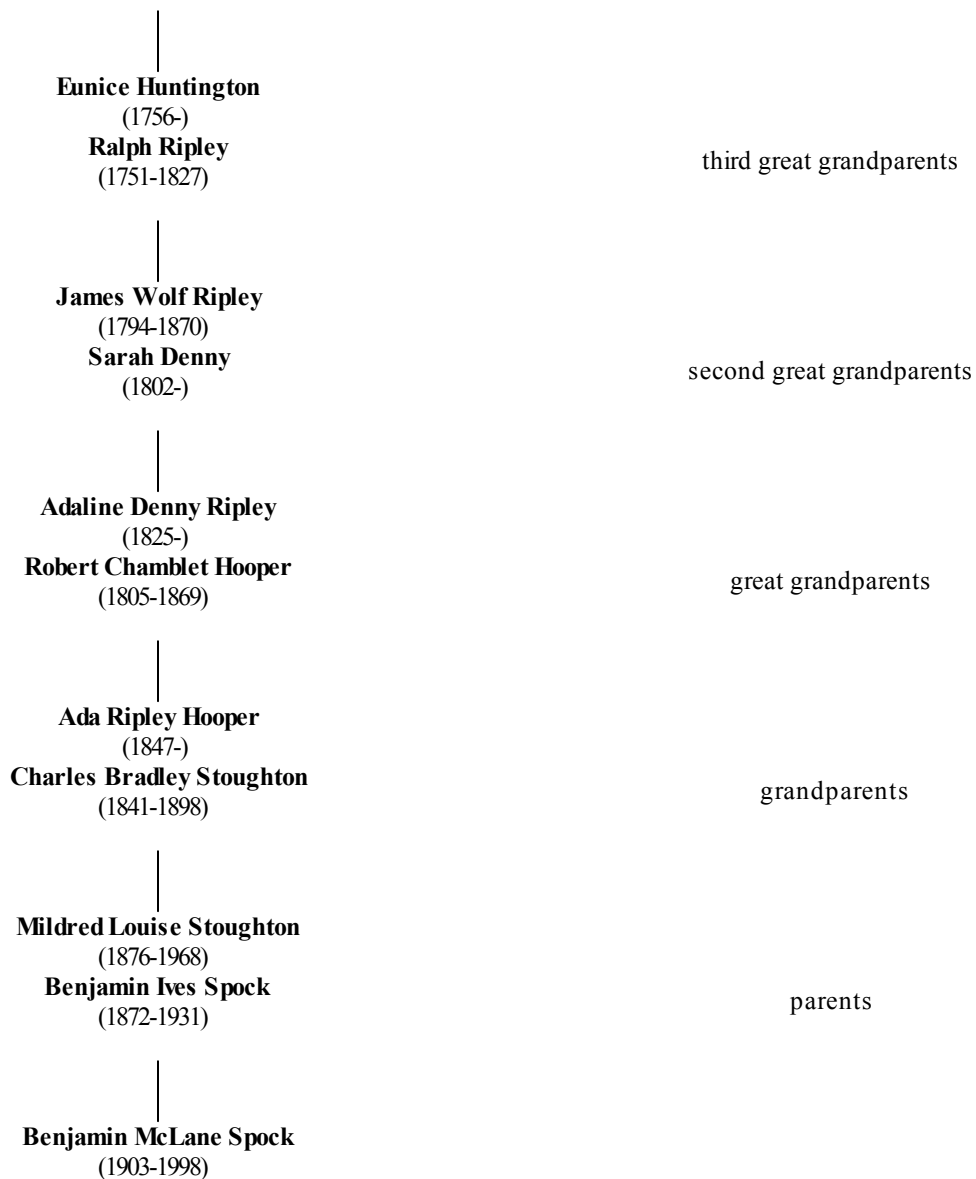 Eunice Huntington
(1756-)
Ralph Ripley
(1751-1827)
third great grandparents
James Wolf Ripley
(1794-1870)
Sarah Denny
(1802-)
second great grandparents
Adaline Denny Ripley
(1825-)
Robert Chamblet Hooper
(1805-1869)
great grandparents
Ada Ripley Hooper
(1847-)
Charles Bradley Stoughton
(1841-1898)
grandparents
Mildred Louise Stoughton
(1876-1968)
Benjamin Ives Spock
(1872-1931)
parents
Benjamin McLane Spock
(1903-1998)